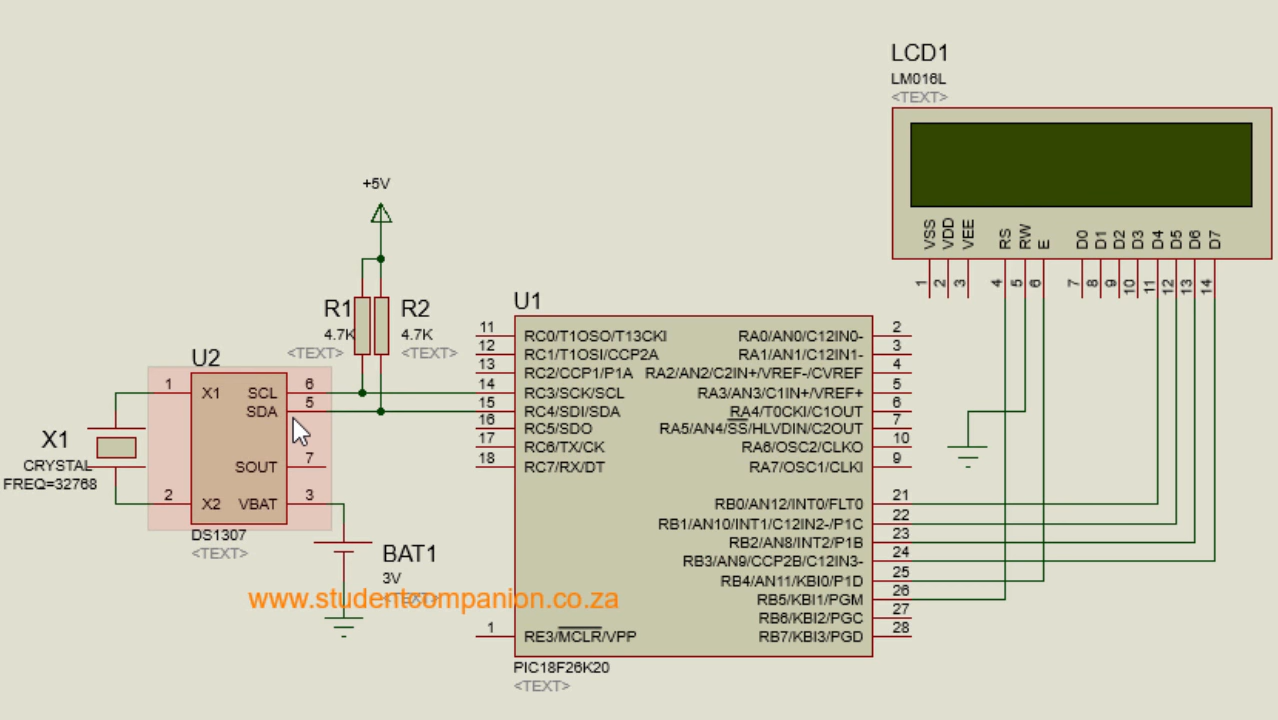 LCD1
LM016L
<TEXT>
VSS
VDD
VEE
RS
RW
E
D0
D1
D2
D3
D4
D5
D6
D7
1
2
3
4
5
6
7
8
9
10
11
12
13
14
+5V
R1
4.7K
<TEXT>
R2
4.7K
<TEXT>
U2
1
2
X1
X2
SCL
SDA
SOUT
VBAT
6
5
7
3
DS1307
<TEXT>
X1
CRYSTAL
FREQ=32768
BAT1
3V
<TEXT>
www.studentcompanion.co.za
U1
11 RC0/T1OSO/T13CKI
12 RC1/T1OSI/CCP2A
13 RC2/CCP1/P1A
14 RC3/SCK/SCL
15 RC4/SDI/SDA
16 RC5/SDO
17 RC6/TX/CK
18 RC7/RX/DT
1 RE3/MCLR/VPP
RA0/AN0/C12IN0- 2
RA1/AN1/C12IN1- 3
RA2/AN2/C2IN+/VREF-/CVREF 4
RA3/AN3/C1IN+/VREF+ 5
RA4/T0CKI/C1OUT 6
RA5/AN4/SS/HLVDIN/C2OUT 7
RA6/OSC2/CLKO 10
RA7/OSC1/CLKI 9
RB0/AN12/INT0/FLT0 21
RB1/AN10/INT1/C12IN2-/P1C 22
RB2/AN8/INT2/P1B 23
RB3/AN9/CCP2B/C12IN3- 24
RB4/AN11/KBI0/P1D 25
RB5/KBI1/PGM 26
RB6/KBI2/PGC 27
RB7/KBI3/PGD 28
PIC18F26K20
<TEXT>